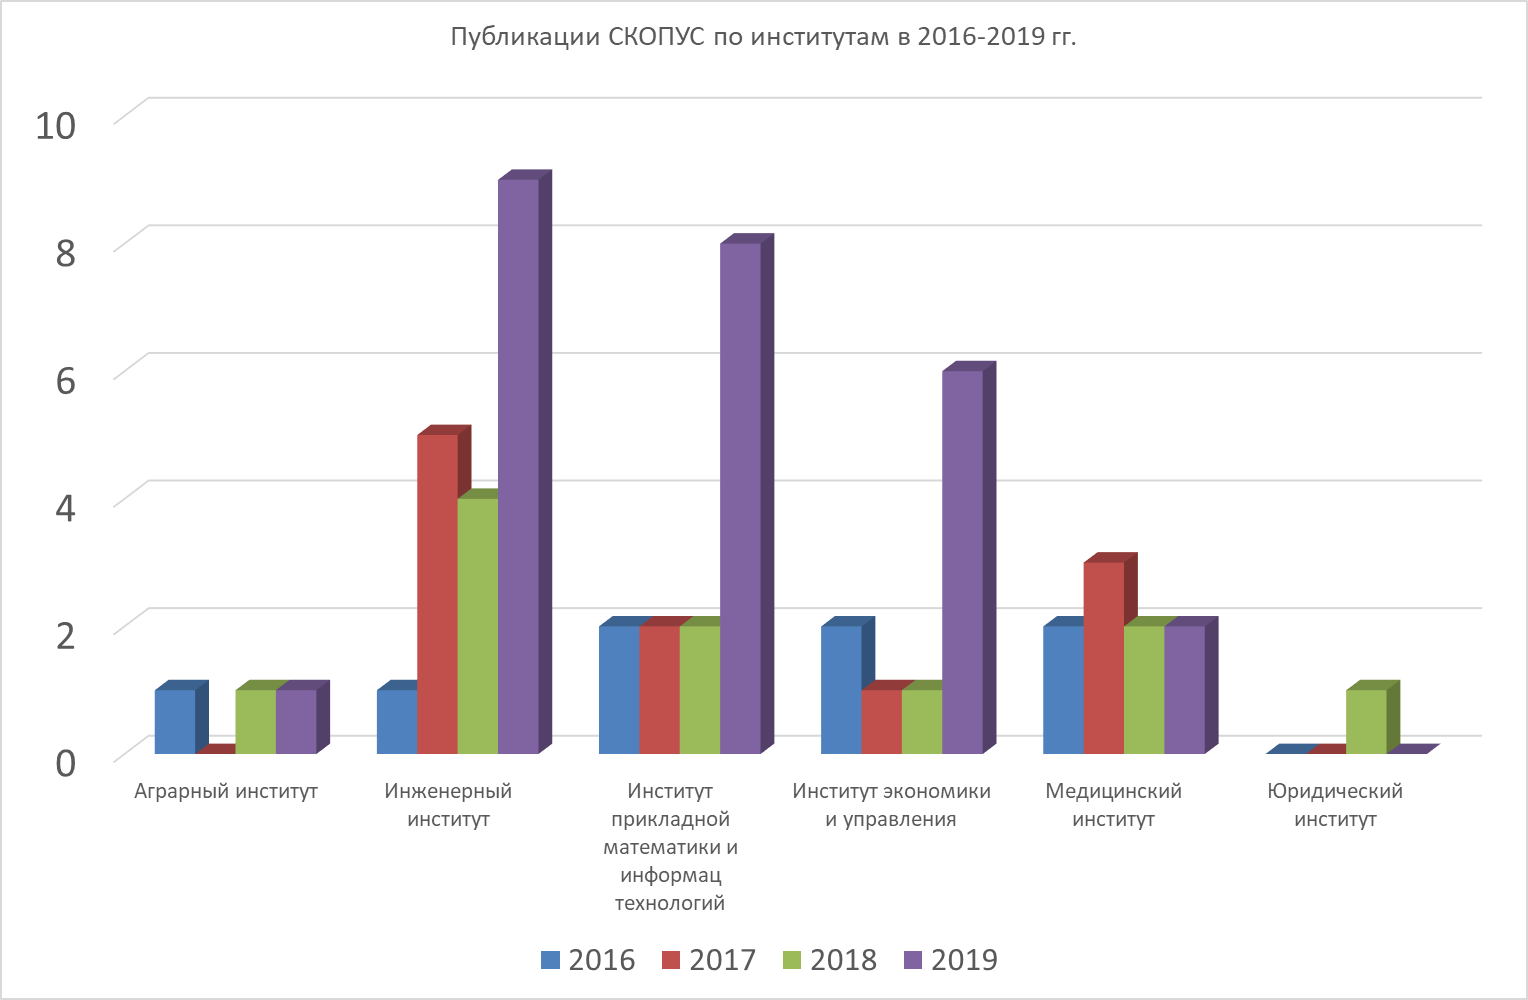 Публикации СКОПУС по институтам в 2016-2019 гг.
10
8
6
4
2
0
Аграрный институт
Инженерный
институт
Институт
прикладной
математики и
информац
технологий
Институт экономики
и управления
Медицинский
институт
Юридический
институт
2016 2017 2018 2019